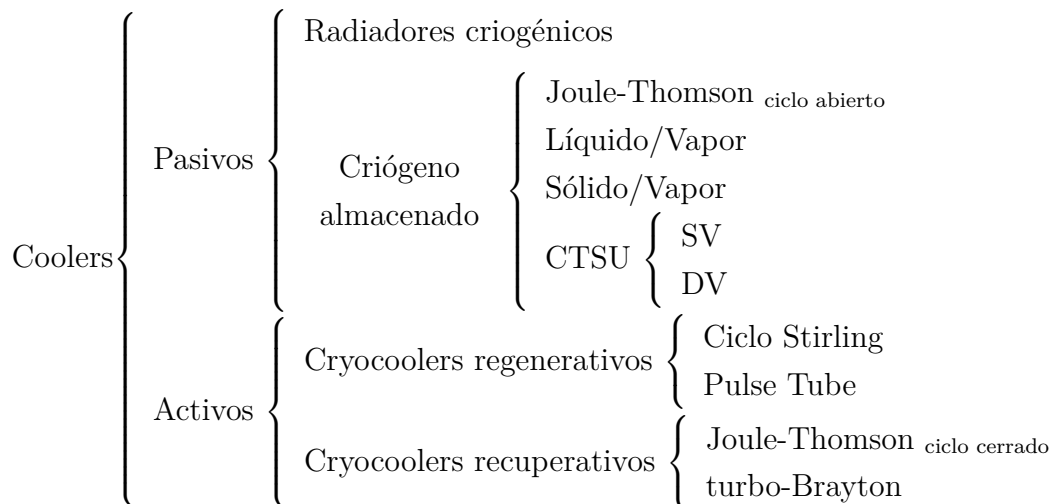 Coolers
Pasivos
Radiadores criogénicos
Criógeno
almacenado
Joule-Thomson ciclo abierto
Líquido/Vapor
Sólido/Vapor
CTSU
SV
DV
Activos
Cryocoolers regenerativos
Ciclo Stirling
Pulse Tube
Cryocoolers recuperativos
Joule-Thomson ciclo cerrado
turbo-Brayton